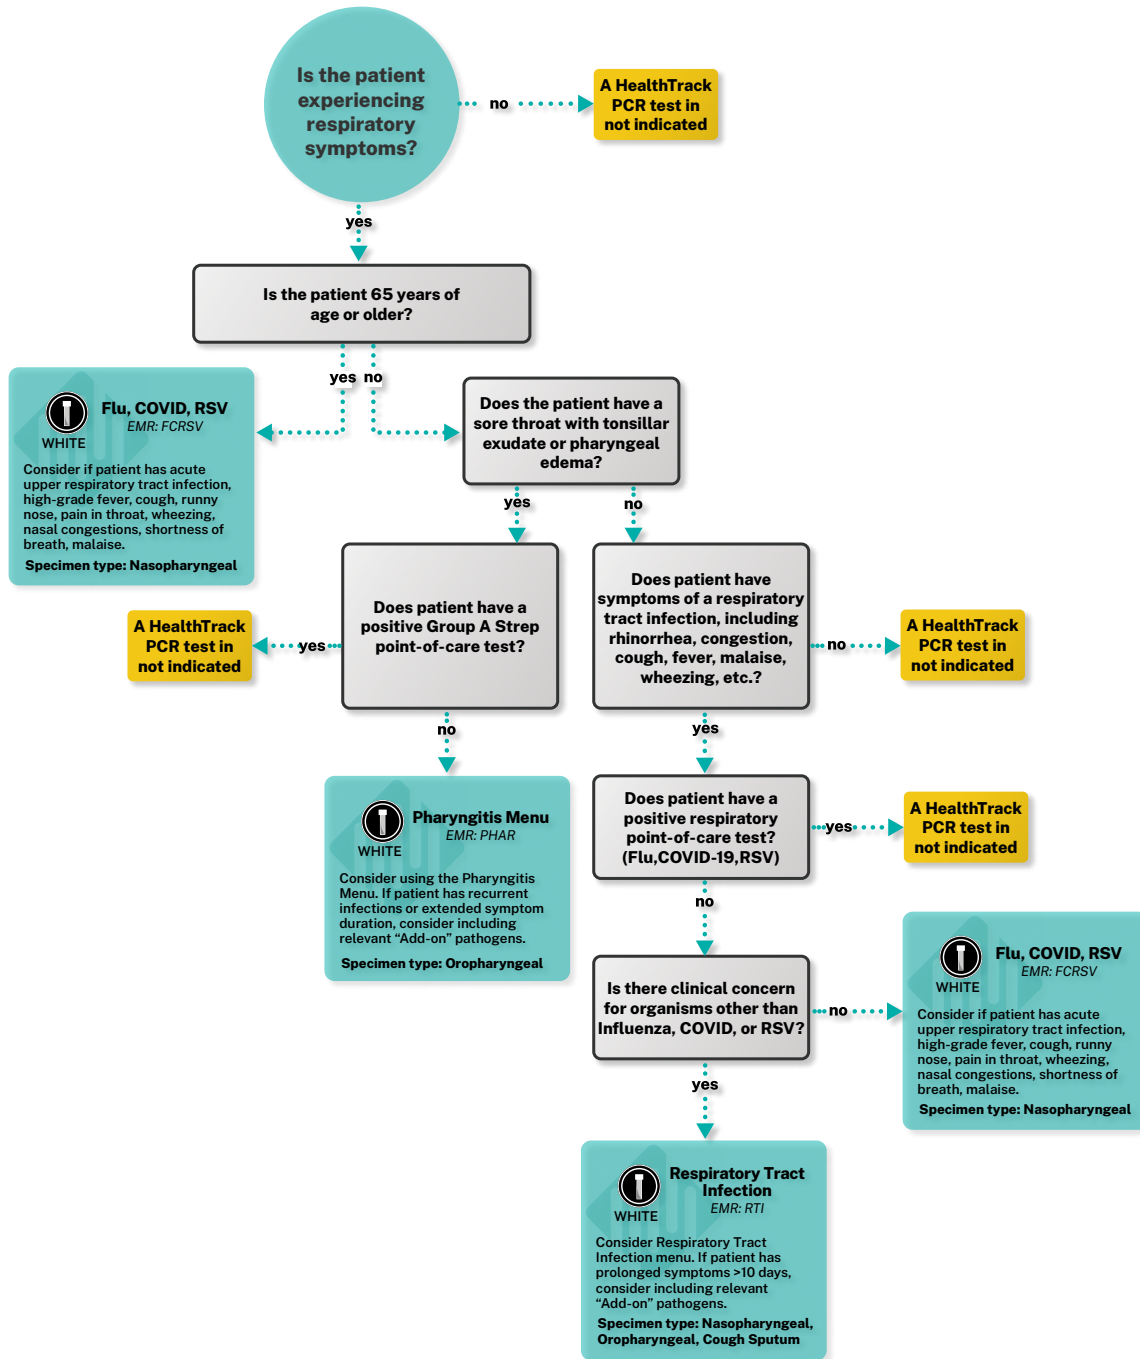 Is the patient
experiencing
respiratory
symptoms?
no
A HealthTrack
PCR test in
not indicated
yes
Is the patient 65 years of
age or older?
yes no
Flu, COVID, RSV
EMR: FCRSV
WHITE
Consider if patient has acute
upper respiratory tract infection,
high-grade fever, cough, runny
nose, pain in throat, wheezing,
nasal congestions, shortness of
breath, malaise.
Specimen type: Nasopharyngeal
Does the patient have a
sore throat with tonsillar
exudate or pharyngeal
edema?
yes
no
Does patient have a
positive Group A Strep
point-of-care test?
yes
A HealthTrack
PCR test in
not indicated
no
Pharyngitis Menu
EMR: PHAR
WHITE
Consider using the Pharyngitis
Menu. If patient has recurrent
infections or extended symptom
duration, consider including
relevant “Add-on” pathogens.
Specimen type: Oropharyngeal
Does patient have
symptoms of a respiratory
tract infection, including
rhinorrhea, congestion,
cough, fever, malaise,
wheezing, etc.?
no
A HealthTrack
PCR test in
not indicated
yes
Does patient have a
positive respiratory
point-of-care test?
(Flu,COVID-19,RSV)
yes
A HealthTrack
PCR test in
not indicated
no
Is there clinical concern
for organisms other than
Influenza, COVID, or RSV?
no
Flu, COVID, RSV
EMR: FCRSV
WHITE
Consider if patient has acute
upper respiratory tract infection,
high-grade fever, cough, runny
nose, pain in throat, wheezing,
nasal congestions, shortness of
breath, malaise.
Specimen type: Nasopharyngeal
yes
Respiratory Tract
Infection
EMR: RTI
WHITE
Consider Respiratory Tract
Infection menu. If patient has
prolonged symptoms >10 days,
consider including relevant
“Add-on” pathogens.
Specimen type: Nasopharyngeal,
Oropharyngeal, Cough Sputum